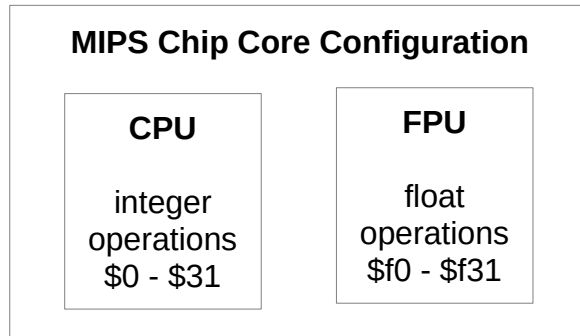 MIPS Chip Core Configuration
CPU
integer
operations
$0 - $31
FPU
float
operations
$f0 - $f31